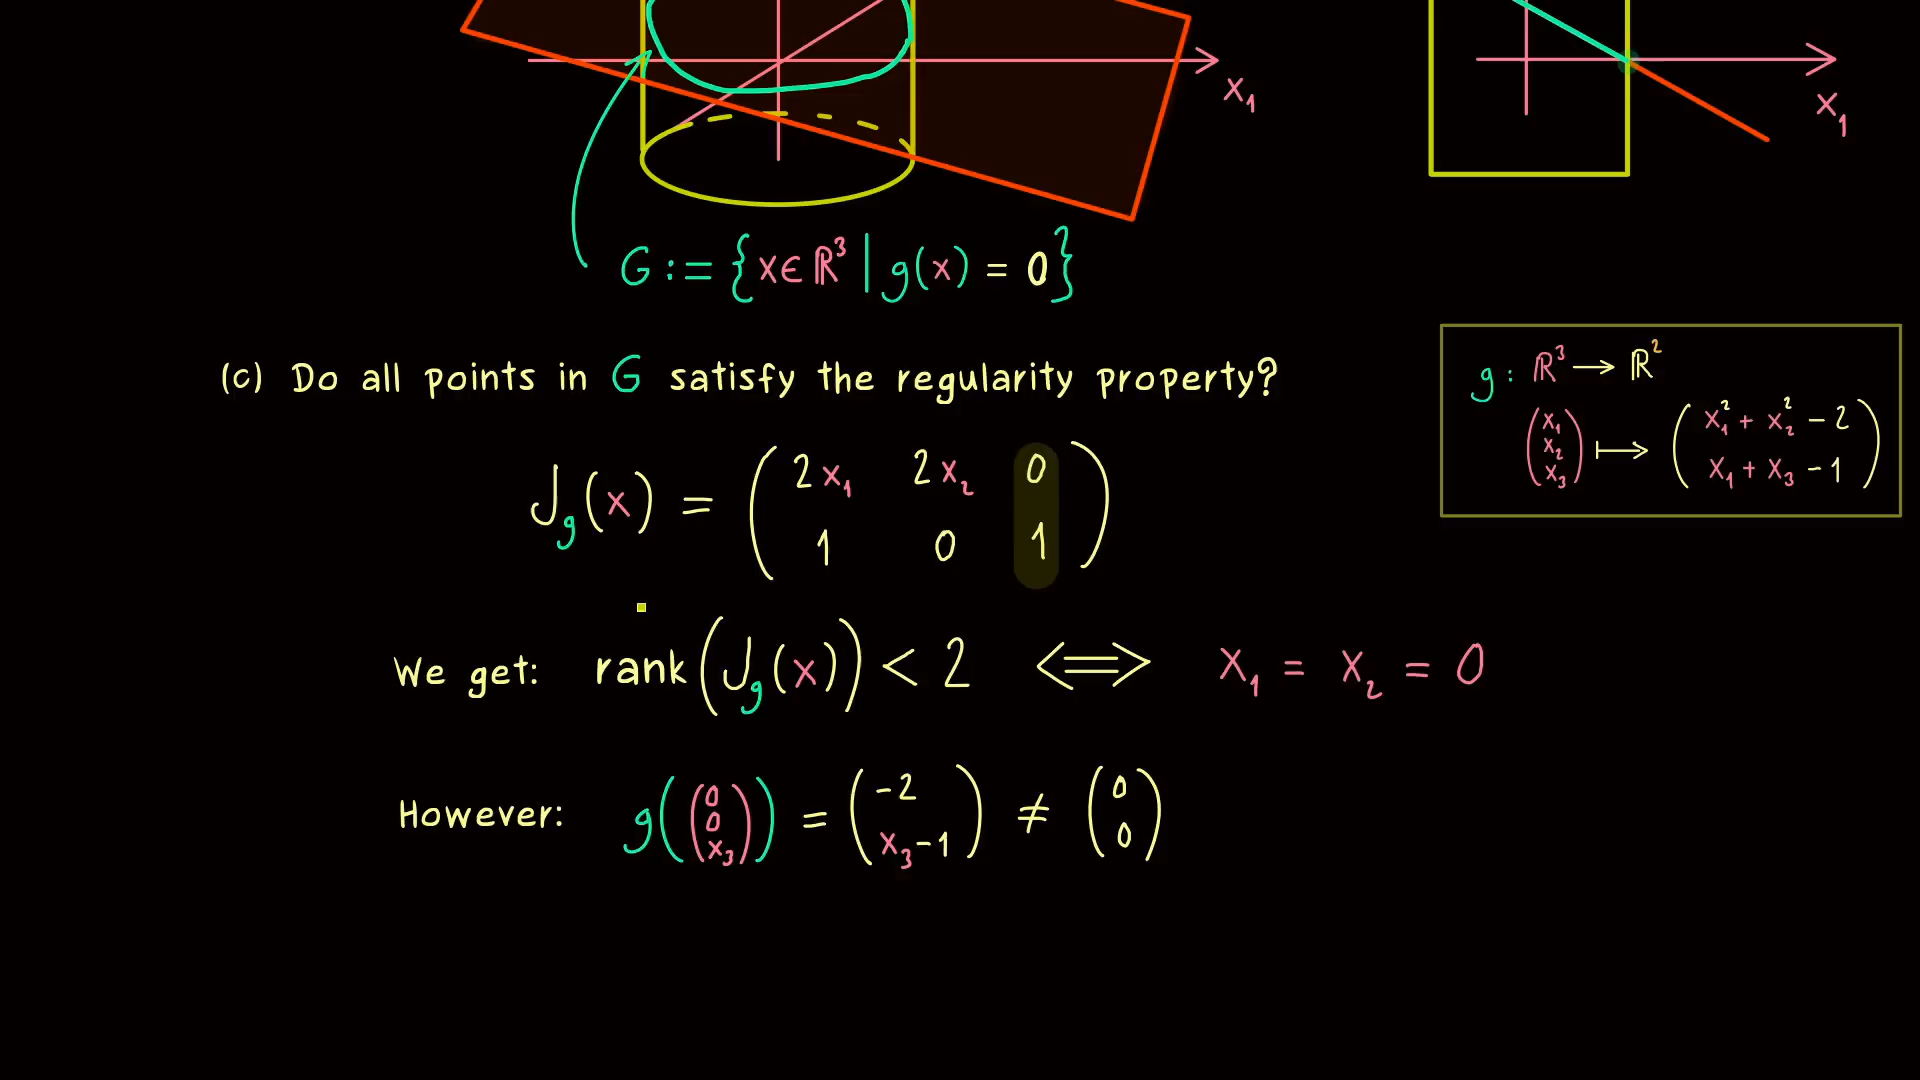 x₁
x₁
G := {x∈ℝ³ | g(x) = 0}
(c) Do all points in G satisfy the regularity property?
g : ℝ³ ⟶ ℝ²
(x₁ x₂ x₃) ⟼ (x₁² + x₂² − 2
x₁ + x₃ − 1)
J_g(x) = (2x₁ 2x₂ 0
1 0 1)
We get: rank(J_g(x)) < 2 ⟺ x₁ = x₂ = 0
However: g((0 0 x₃)) = (−2 x₃−1) ≠ (0 0)